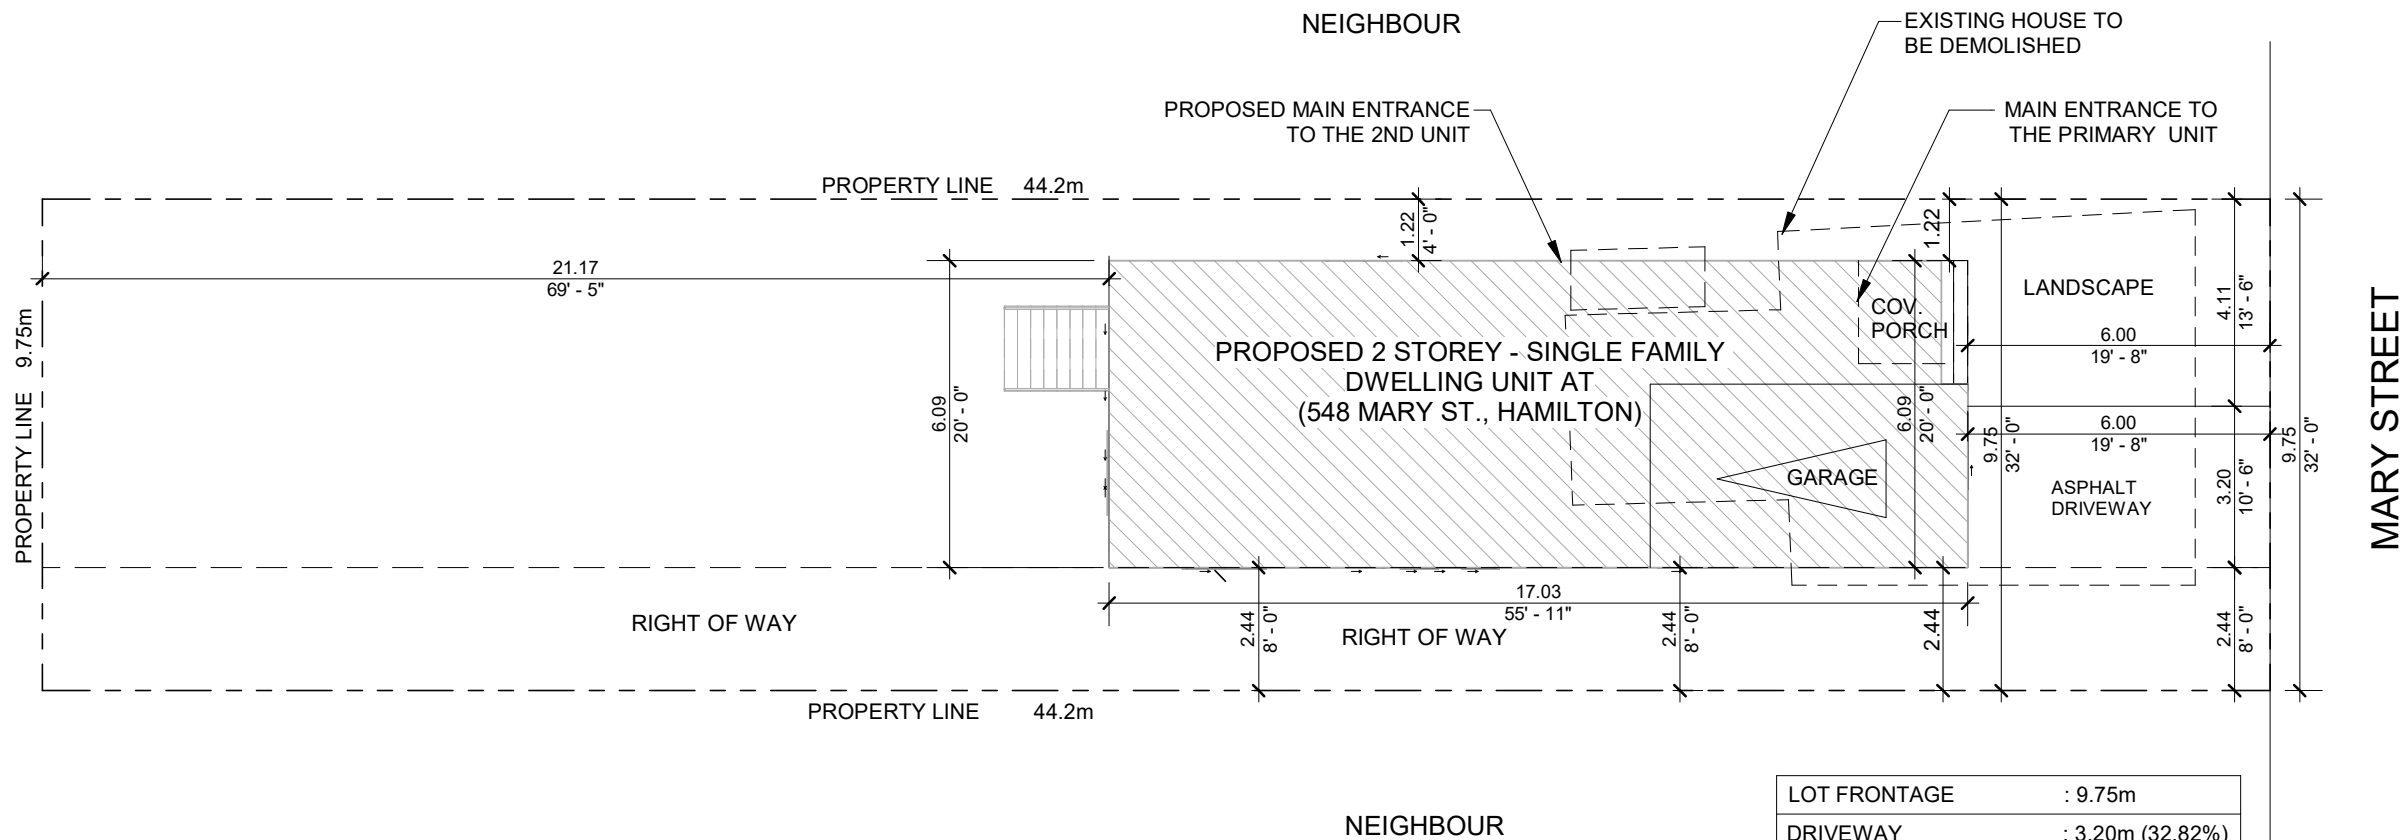 NEIGHBOUR
EXISTING HOUSE TO
BE DEMOLISHED
PROPOSED MAIN ENTRANCE
TO THE 2ND UNIT
MAIN ENTRANCE TO
THE PRIMARY UNIT
PROPERTY LINE 44.2m
1.22
4' - 0"
1.22
21.17
69' - 5"
PROPERTY LINE 9.75m
6.09
20' - 0"
PROPOSED 2 STOREY - SINGLE FAMILY
DWELLING UNIT AT
(548 MARY ST., HAMILTON)
COV.
PORCH
GARAGE
6.09
20' - 0"
9.75
32' - 0"
LANDSCAPE
6.00
19' - 8"
6.00
19' - 8"
ASPHALT
DRIVEWAY
4.11
13' - 6"
3.20
10' - 6"
2.44
8' - 0"
9.75
32' - 0"
MARY STREET
17.03
55' - 11"
RIGHT OF WAY
2.44
8' - 0"
RIGHT OF WAY
2.44
8' - 0"
2.44
PROPERTY LINE 44.2m
NEIGHBOUR
LOT FRONTAGE : 9.75m
DRIVEWAY : 3.20m (32.82%)